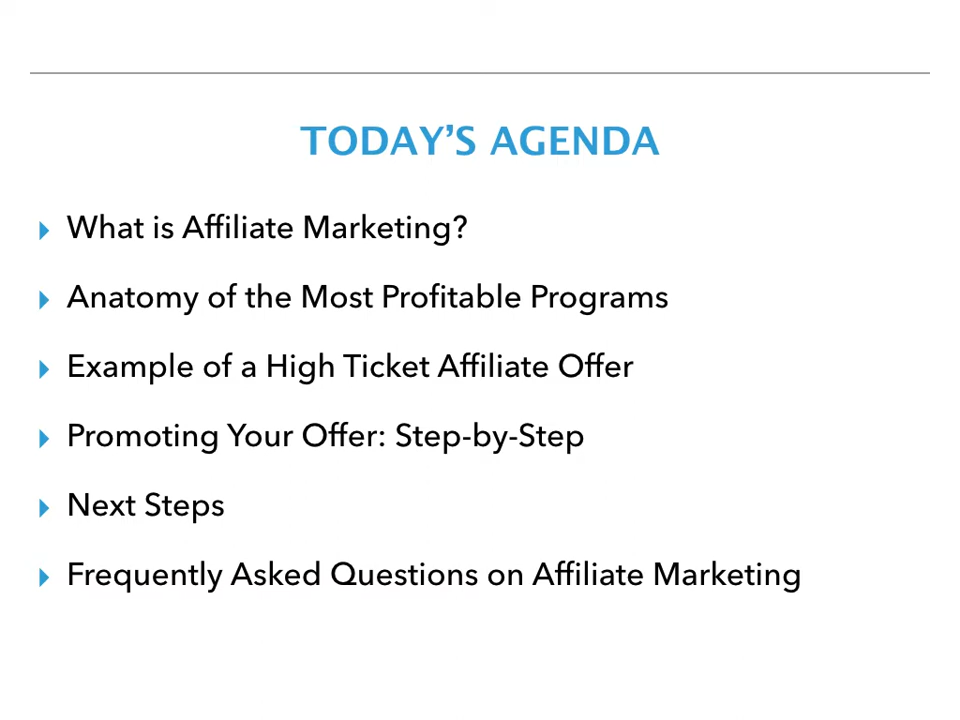 TODAY’S AGENDA
What is Affiliate Marketing?
Anatomy of the Most Profitable Programs
Example of a High Ticket Affiliate Offer
Promoting Your Offer: Step-by-Step
Next Steps
Frequently Asked Questions on Affiliate Marketing